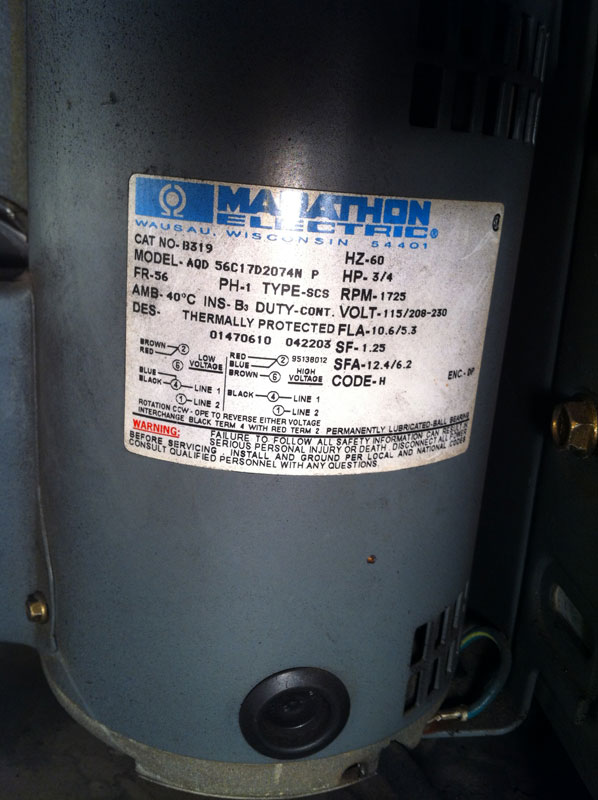 MARATHON
ELECTRIC®
WAUSAU, WISCONSIN 54401
CAT NO-B319
MODEL-AQD 56C17D2074N P
FR-56 PH-1 TYPE-SCS
AMB-40°C INS-B3 DUTY-CONT.
DES- THERMALLY PROTECTED
01470610 042203
HZ-60
HP-3/4
RPM-1725
VOLT-115/208-230
FLA-10.6/5.3
SF-1.25
SFA-12.4/6.2
CODE-H ENC-DP
BROWN 2
RED
5 LOW VOLTAGE
BLUE
BLACK 4 LINE 1
1 LINE 2
RED 2 95138012
BLUE
BROWN 5 HIGH VOLTAGE
BLACK 4 LINE 1
1 LINE 2
ROTATION CCW-OPE TO REVERSE EITHER VOLTAGE
INTERCHANGE BLACK TERM 4 WITH RED TERM 2 PERMANENTLY LUBRICATED-BALL BEARING
WARNING: FAILURE TO FOLLOW ALL SAFETY INFORMATION
SERIOUS PERSONAL INJURY OR DEATH. DISCONNECT ALL POWER
BEFORE SERVICING. INSTALL AND GROUND PER LOCAL AND NATIONAL CODES.
CONSULT QUALIFIED PERSONNEL WITH ANY QUESTIONS.